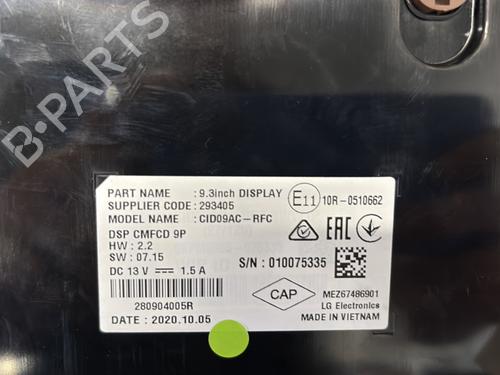 B-PARTS
PART NAME : 9.3inch DISPLAY
SUPPLIER CODE : 293405
MODEL NAME : CID09AC-RFC
DSP CMFCD 9P
HW : 2.2
SW : 07.15
DC 13 V 1.5 A
280904005R
DATE : 2020.10.05
E11 10R-0510662
EAC
S/N : 010075335
CAP
MEZ67486901
LG Electronics
MADE IN VIETNAM